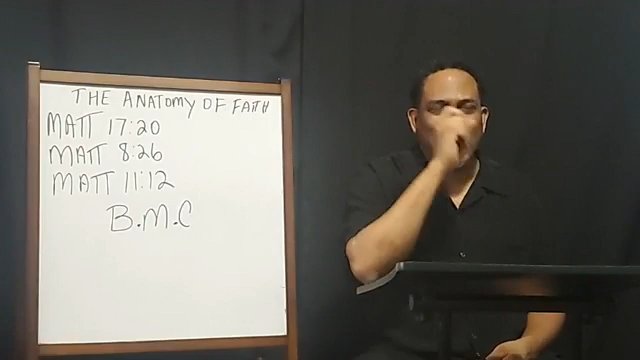 THE ANATOMY OF FAITH
MATT 17:20
MATT 8:26
MATT 11:12
B.M.C